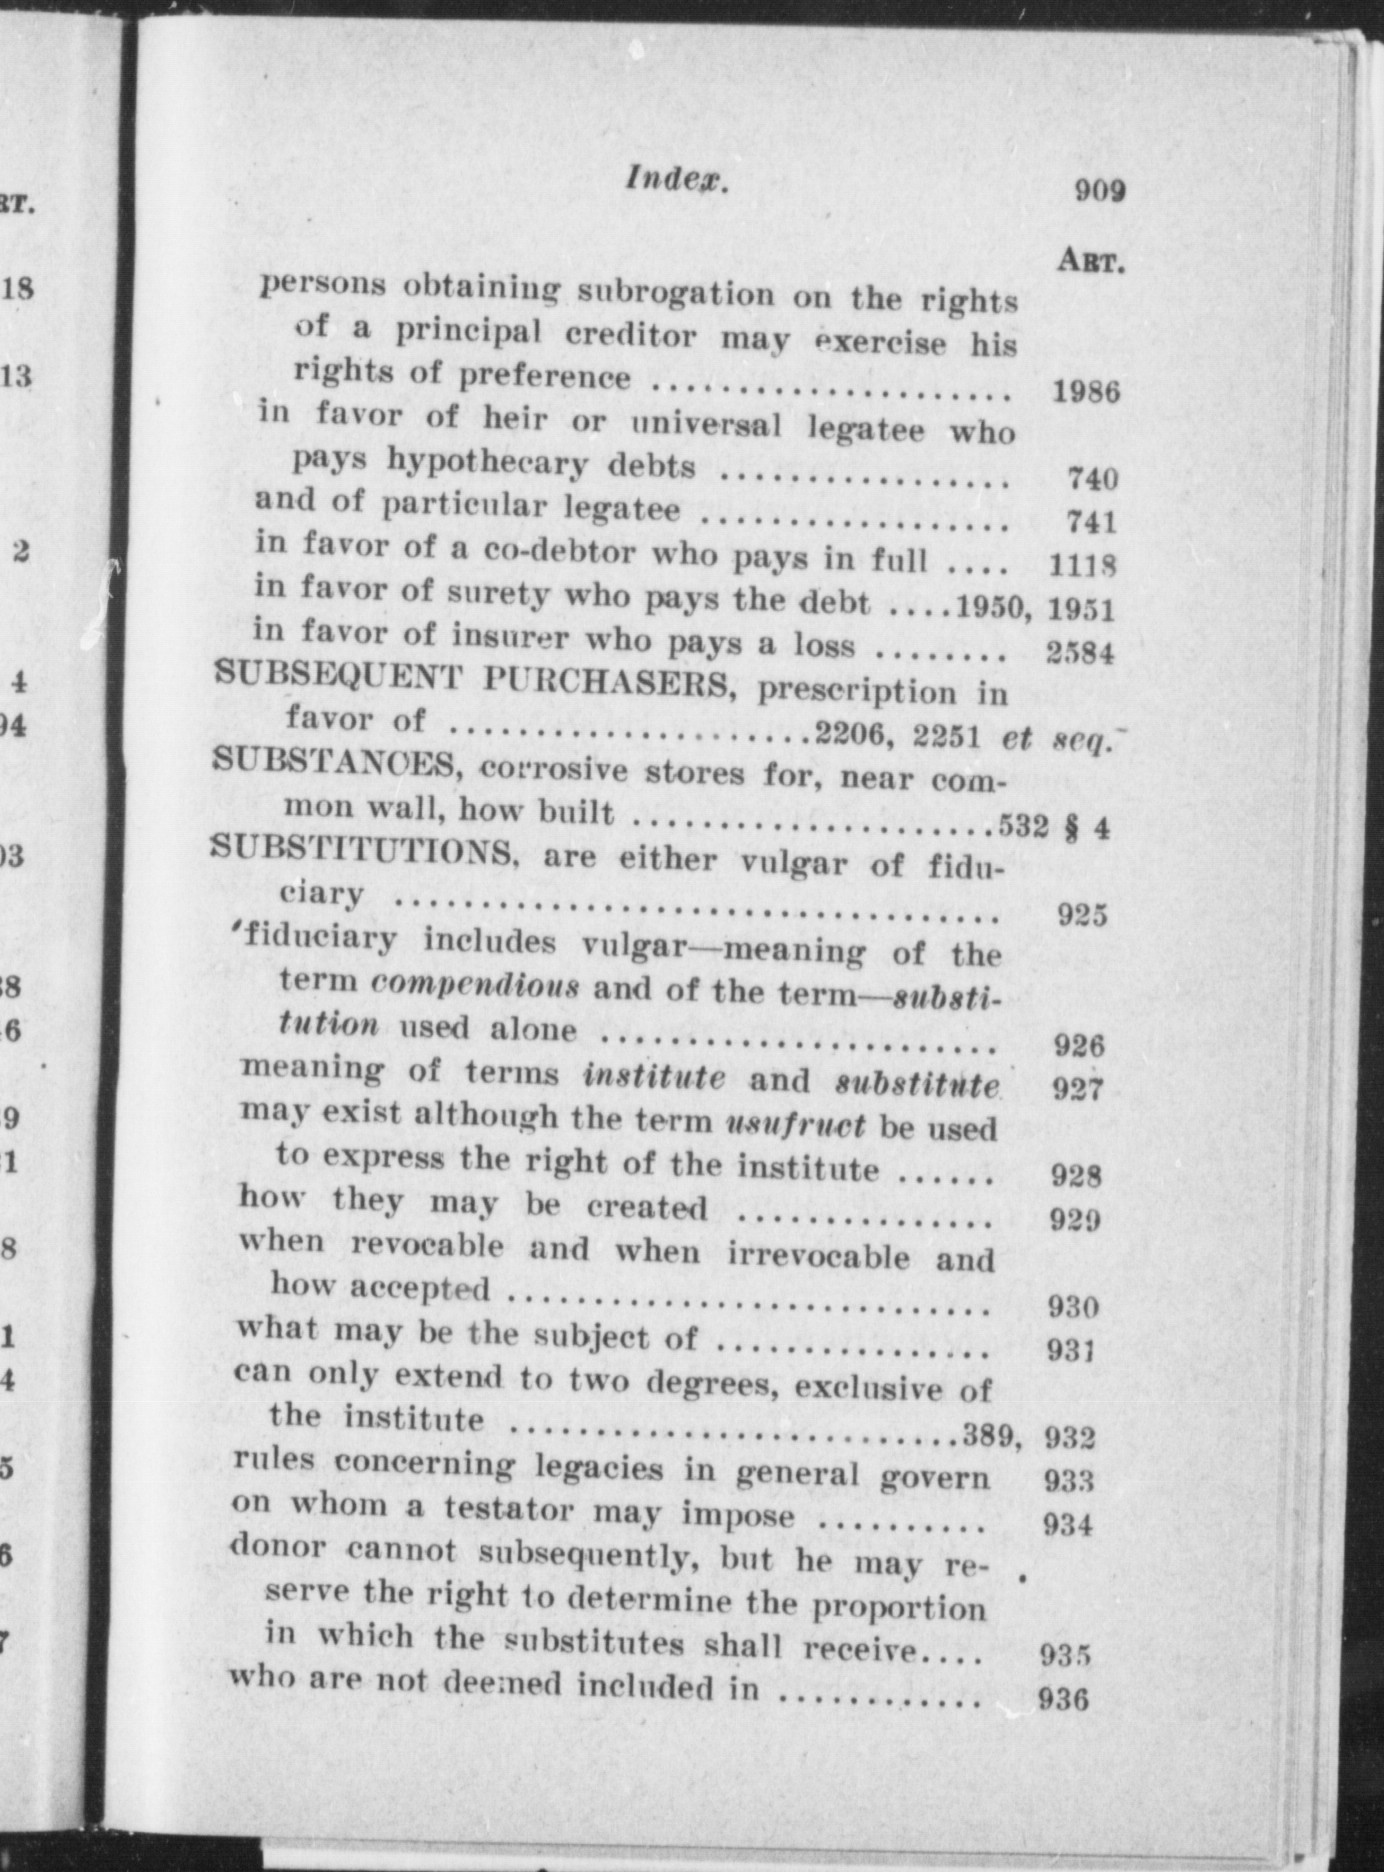 Index.
909
ART.
persons obtaining subrogation on the rights
of a principal creditor may exercise his
rights of preference ..................... 1986
in favor of heir or universal legatee who
pays hypothecary debts ................. 740
and of particular legatee .................. 741
in favor of a co-debtor who pays in full .... 1118
in favor of surety who pays the debt ....1950, 1951
in favor of insurer who pays a loss ........ 2584
SUBSEQUENT PURCHASERS, prescription in
favor of .....................2206, 2251 et seq.
SUBSTANCES, corrosive stores for, near com-
mon wall, how built .....................532 § 4
SUBSTITUTIONS, are either vulgar of fidu-
ciary ................................... 925
fiduciary includes vulgar—meaning of the
term compendious and of the term—substi-
tution used alone ....................... 926
meaning of terms institute and substitute 927
may exist although the term usufruct be used
to express the right of the institute ...... 928
how they may be created ............... 929
when revocable and when irrevocable and
how accepted ............................ 930
what may be the subject of ................ 931
can only extend to two degrees, exclusive of
the institute ..........................389, 932
rules concerning legacies in general govern 933
on whom a testator may impose .......... 934
donor cannot subsequently, but he may re-
serve the right to determine the proportion
in which the substitutes shall receive.... 935
who are not deemed included in ............ 936